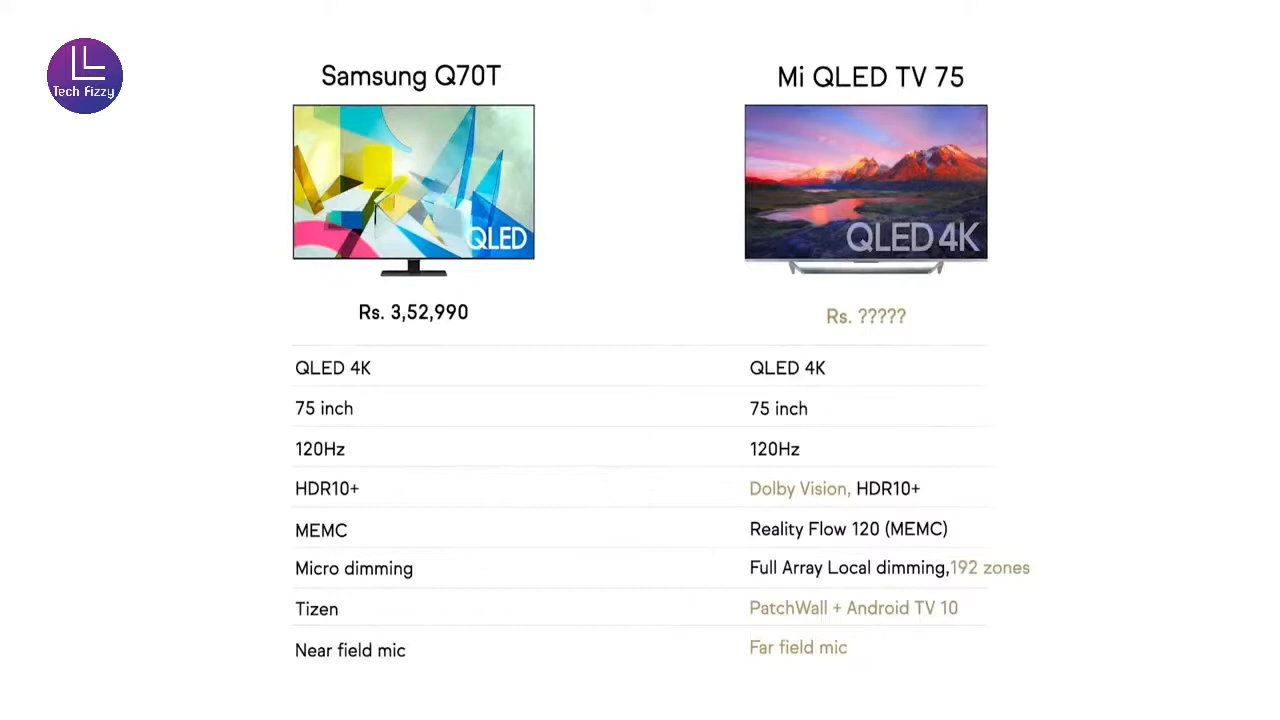 Tech Fizzy
Samsung Q70T
Mi QLED TV 75
QLED
QLED 4K
Rs. 3,52,990
Rs. ?????
QLED 4K
QLED 4K
75 inch
75 inch
120Hz
120Hz
HDR10+
Dolby Vision, HDR10+
MEMC
Reality Flow 120 (MEMC)
Micro dimming
Full Array Local dimming,192 zones
Tizen
PatchWall + Android TV 10
Near field mic
Far field mic